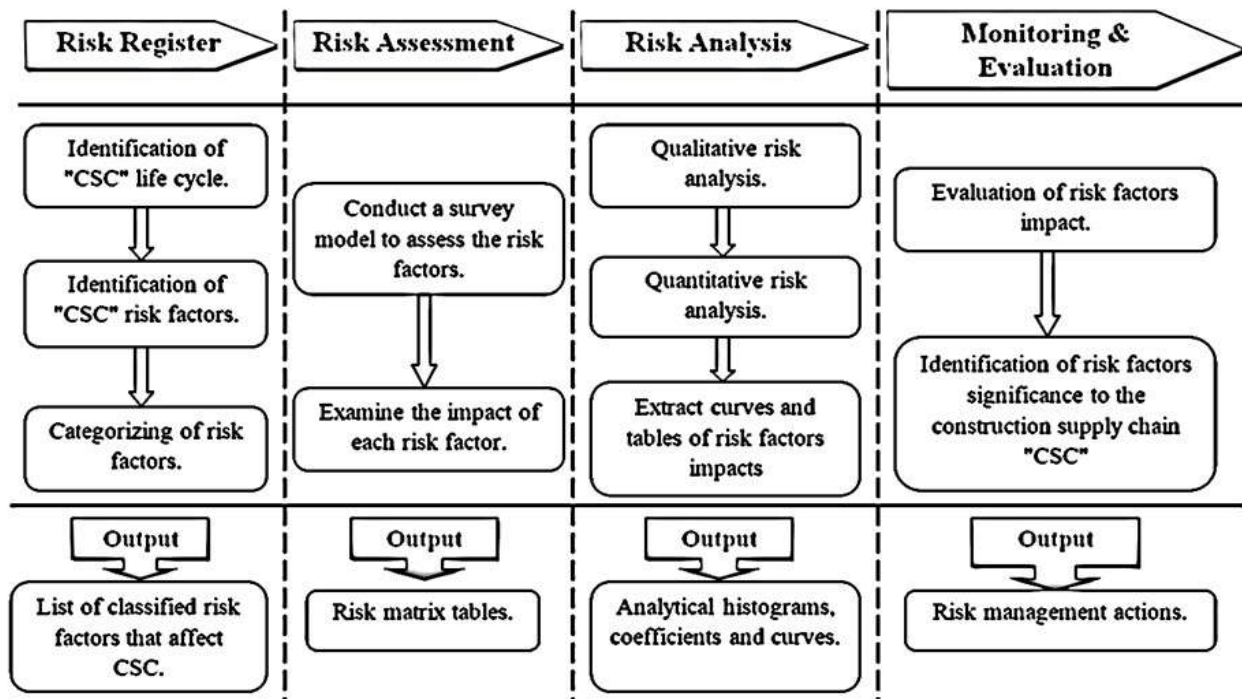 Risk Register
Risk Assessment
Risk Analysis
Monitoring &
Evaluation
Identification of
"CSC" life cycle.
Identification of
"CSC" risk factors.
Categorizing of risk
factors.
Conduct a survey
model to assess the risk
factors.
Examine the impact of
each risk factor.
Qualitative risk
analysis.
Quantitative risk
analysis.
Extract curves and
tables of risk factors
impacts
Evaluation of risk factors
impact.
Identification of risk factors
significance to the
construction supply chain
"CSC"
Output
List of classified risk
factors that affect
CSC.
Output
Risk matrix tables.
Output
Analytical histograms,
coefficients and curves.
Output
Risk management actions.